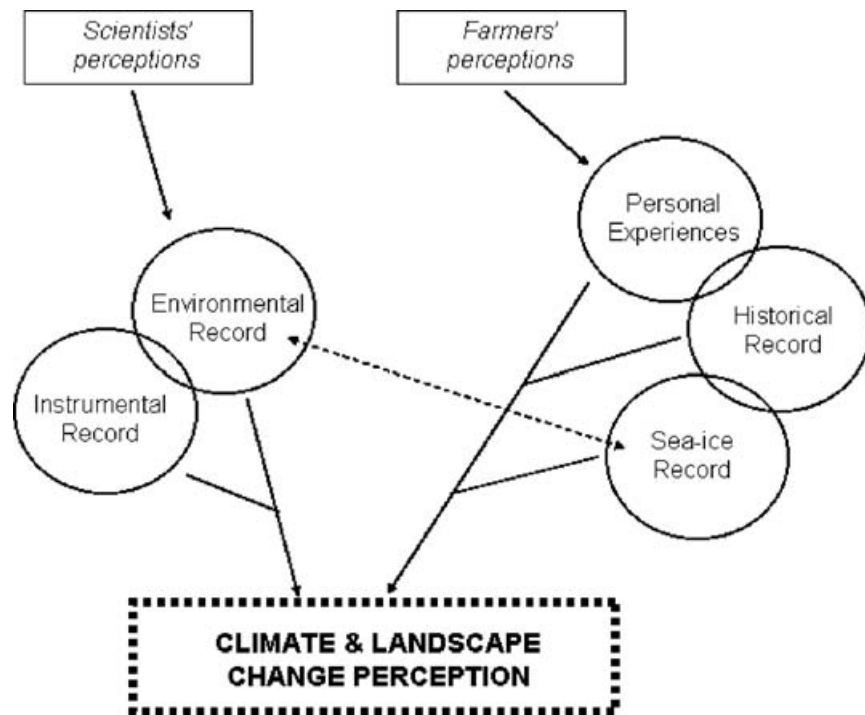 Scientists'
perceptions
Farmers'
perceptions
Personal
Experiences
Environmental
Record
Historical
Record
Instrumental
Record
Sea-ice
Record
CLIMATE & LANDSCAPE
CHANGE PERCEPTION